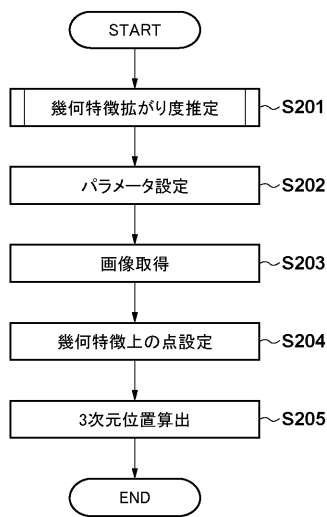 START
幾何特徴拡がり度推定 S201
パラメータ設定 S202
画像取得 S203
幾何特徴上の点設定 S204
3次元位置算出 S205
END